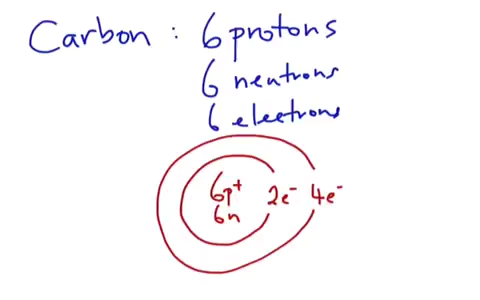 Carbon : 6 protons
6 neutrons
6 electrons
6p⁺ 2e⁻ 4e⁻
6n